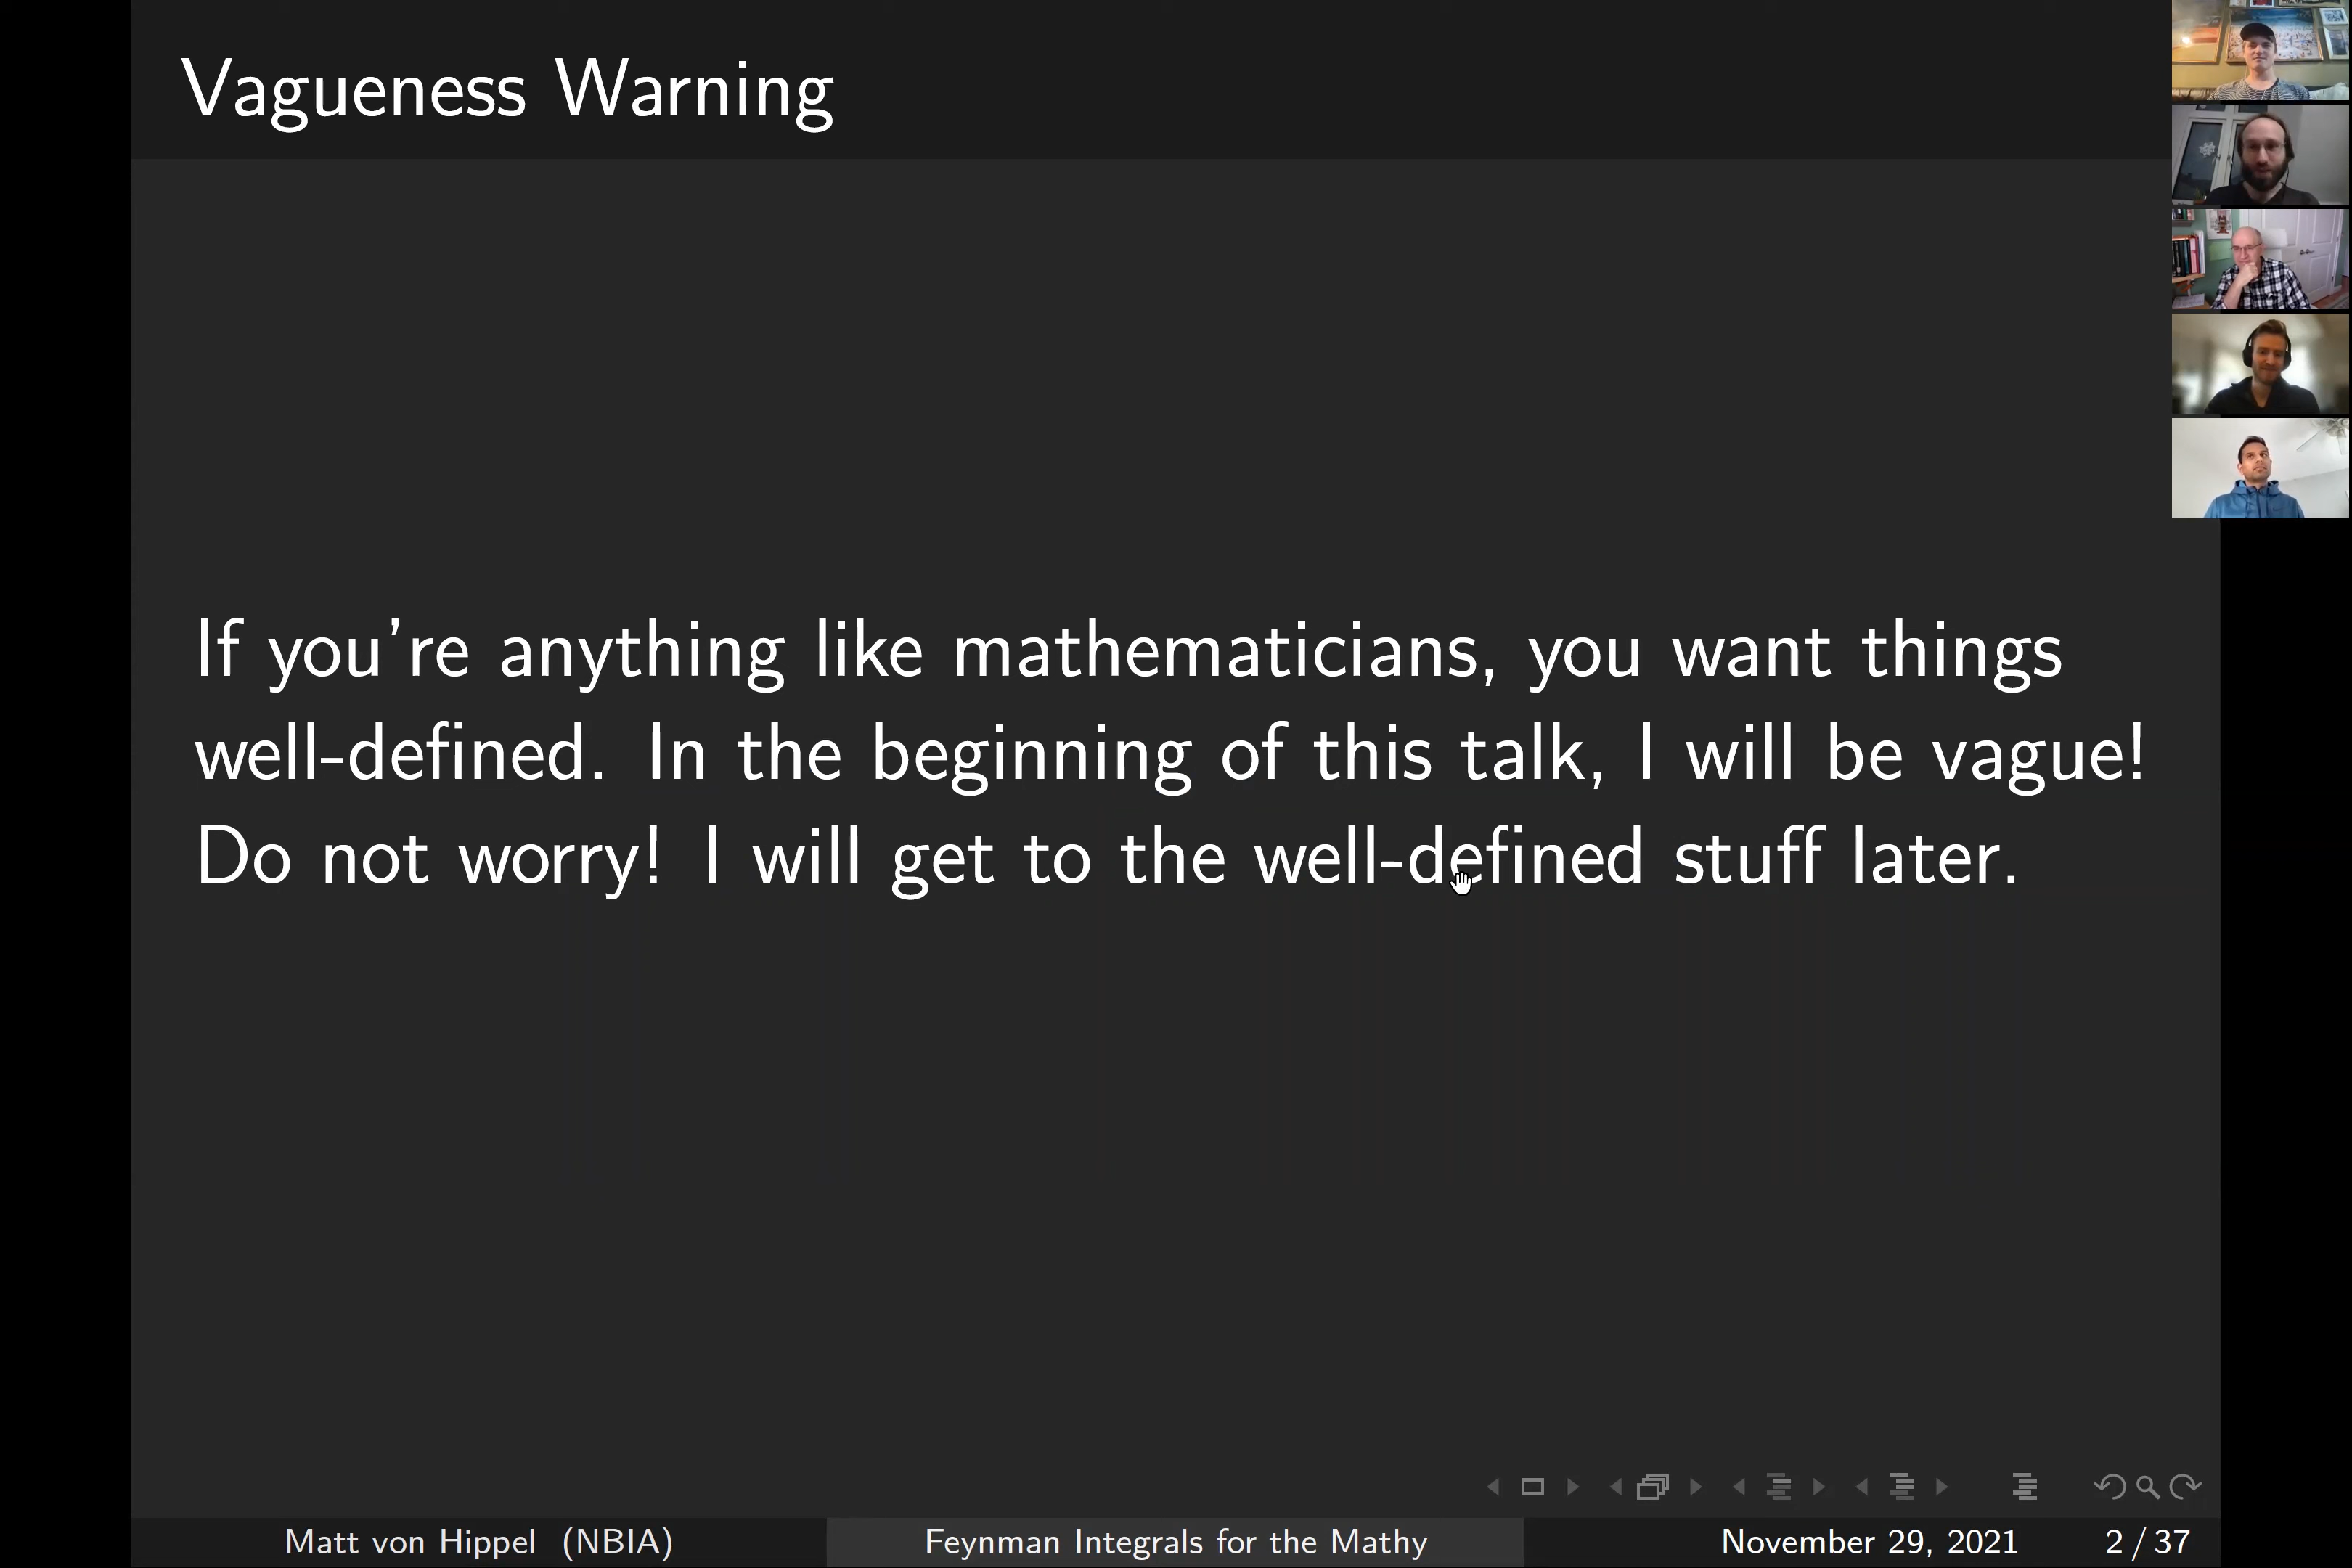 Vagueness Warning
If you're anything like mathematicians, you want things
well-defined. In the beginning of this talk, I will be vague!
Do not worry! I will get to the well-defined stuff later.
Matt von Hippel (NBIA)
Feynman Integrals for the Mathy
November 29, 2021
2 / 37